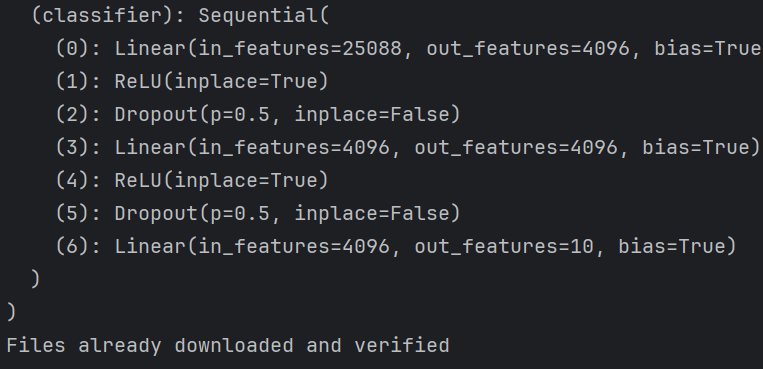 (classifier): Sequential(
(0): Linear(in_features=25088, out_features=4096, bias=True
(1): ReLU(inplace=True)
(2): Dropout(p=0.5, inplace=False)
(3): Linear(in_features=4096, out_features=4096, bias=True)
(4): ReLU(inplace=True)
(5): Dropout(p=0.5, inplace=False)
(6): Linear(in_features=4096, out_features=10, bias=True)
)
)
Files already downloaded and verified